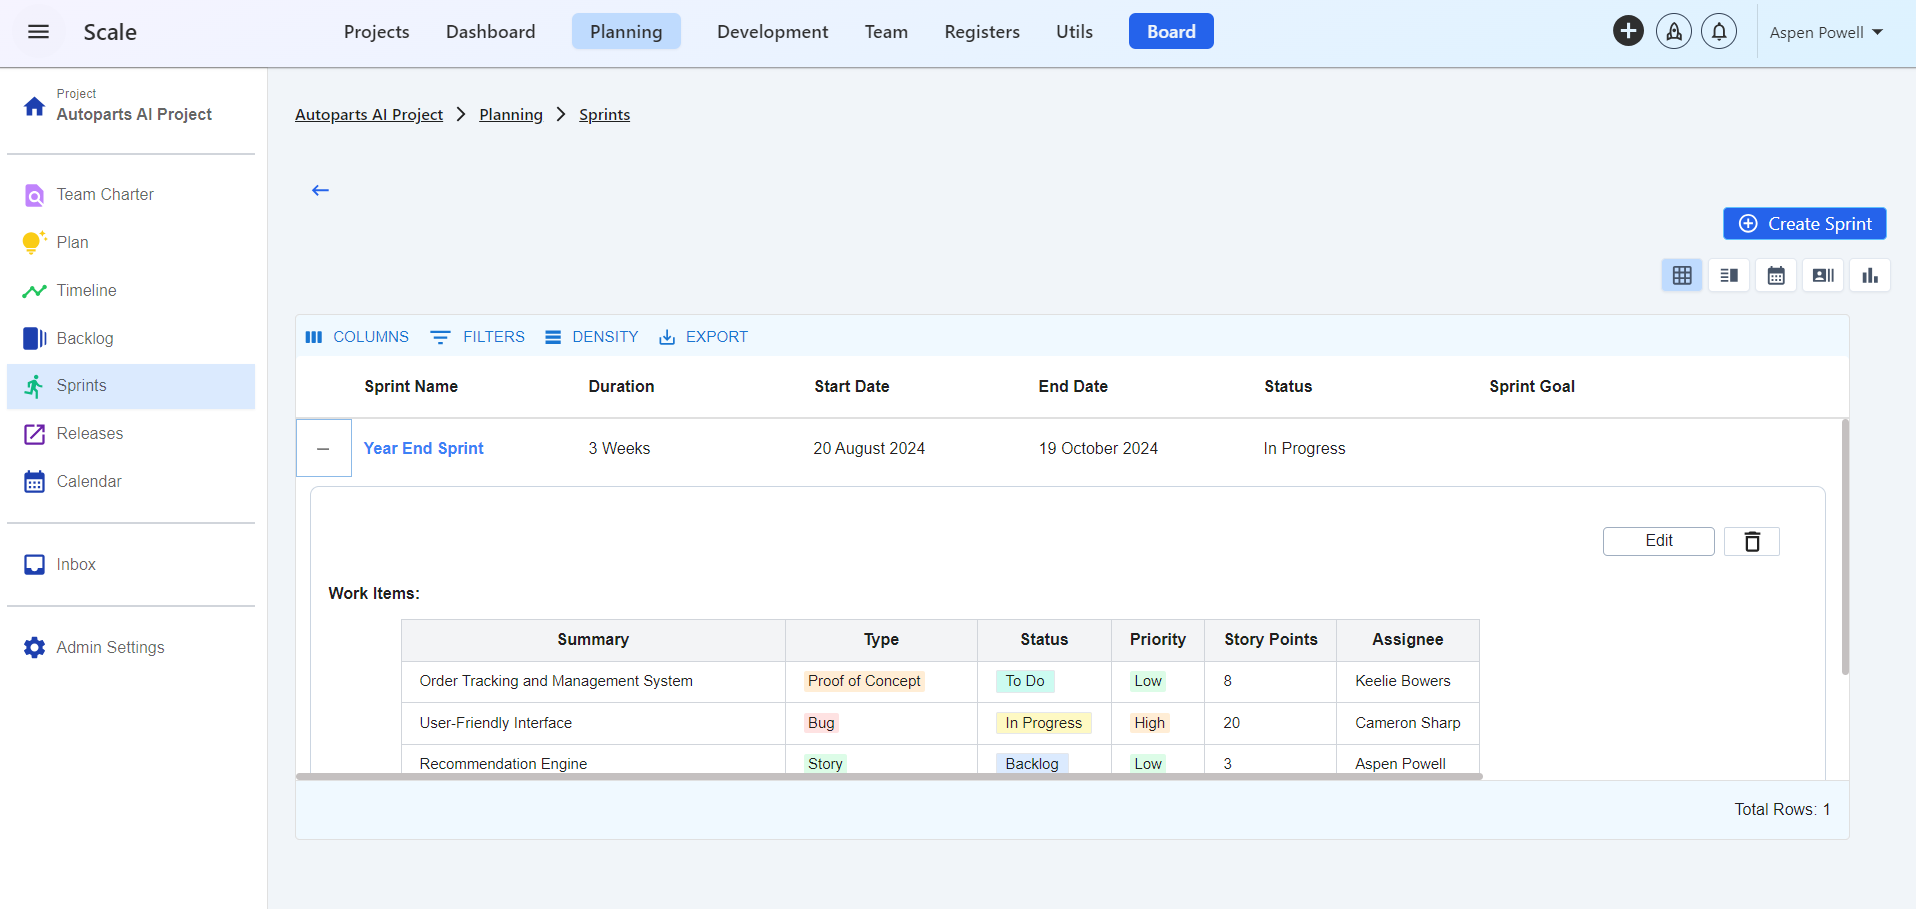 Scale
Projects Dashboard Planning Development Team Registers Utils Board
Aspen Powell
Project
Autoparts AI Project
Team Charter
Plan
Timeline
Backlog
Sprints
Releases
Calendar
Inbox
Admin Settings
Autoparts AI Project Planning Sprints
Create Sprint
COLUMNS FILTERS DENSITY EXPORT
Sprint Name Duration Start Date End Date Status Sprint Goal
Year End Sprint 3 Weeks 20 August 2024 19 October 2024 In Progress
Edit
Work Items:
Summary Type Status Priority Story Points Assignee
Order Tracking and Management System Proof of Concept To Do Low 8 Keelie Bowers
User-Friendly Interface Bug In Progress High 20 Cameron Sharp
Recommendation Engine Story Backlog Low 3 Aspen Powell
Total Rows: 1